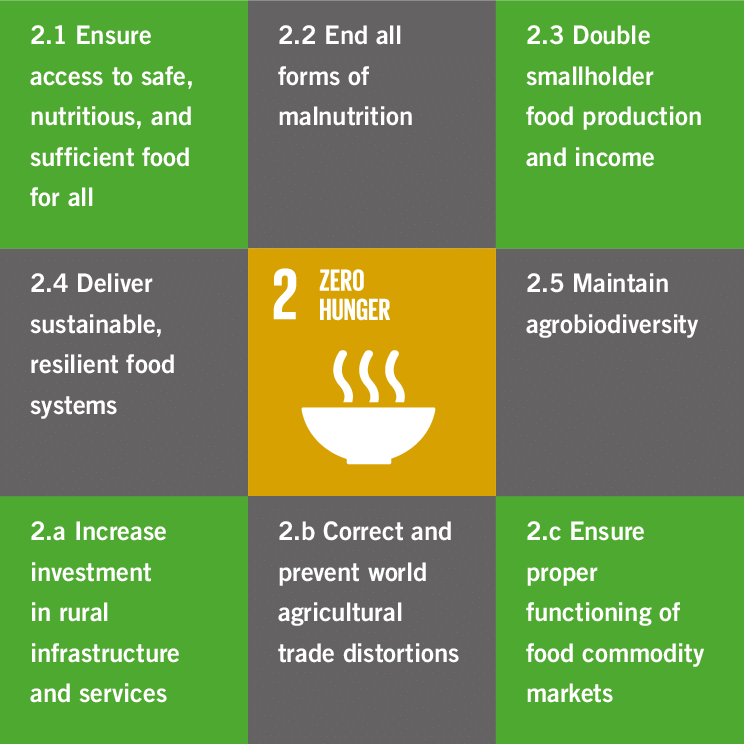 2.1 Ensure
access to safe,
nutritious, and
sufficient food
for all
2.2 End all
forms of
malnutrition
2.3 Double
smallholder
food production
and income
2.4 Deliver
sustainable,
resilient food
systems
2 ZERO
HUNGER
2.5 Maintain
agrobiodiversity
2.a Increase
investment
in rural
infrastructure
and services
2.b Correct and
prevent world
agricultural
trade distortions
2.c Ensure
proper
functioning of
food commodity
markets